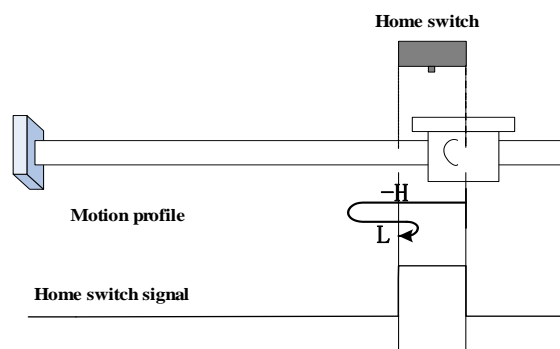 Home switch
−H
Motion profile
L
Home switch signal